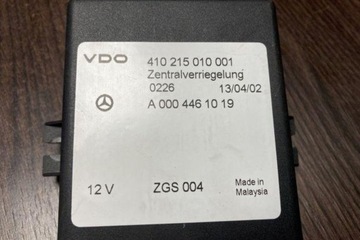 VDO 410 215 010 001
Zentralverriegelung
0226 13/04/02
A 000 446 10 19
12 V ZGS 004 Made in
Malaysia